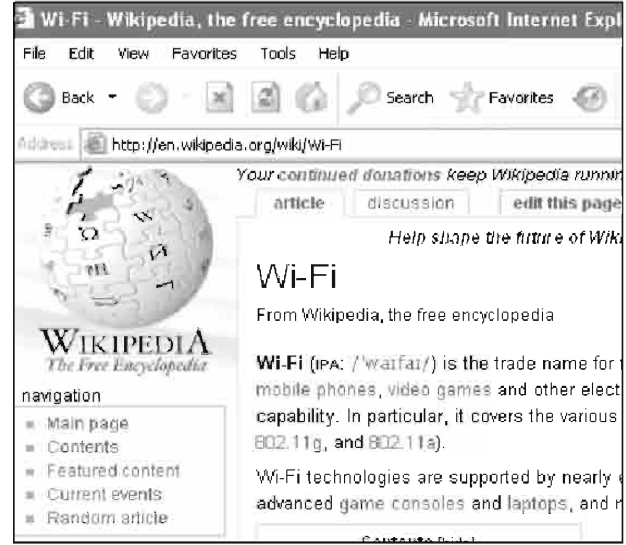 Wi-Fi - Wikipedia, the free encyclopedia - Microsoft Internet Expl
File Edit View Favorites Tools Help
Back Search Favorites
Address http://en.wikipedia.org/wiki/Wi-Fi
Your continued donations keep Wikipedia runnin
article discussion edit this page
Help shape the future of Wiki
Wi-Fi
From Wikipedia, the free encyclopedia
WIKIPEDIA
The Free Encyclopedia
Wi-Fi (IPA: /ˈwaɪfaɪ/) is the trade name for
mobile phones, video games and other elect
capability. In particular, it covers the various
802.11g, and 802.11a).
Wi-Fi technologies are supported by nearly
advanced game consoles and laptops, and
navigation
Main page
Contents
Featured content
Current events
Random article
Contents [hide]